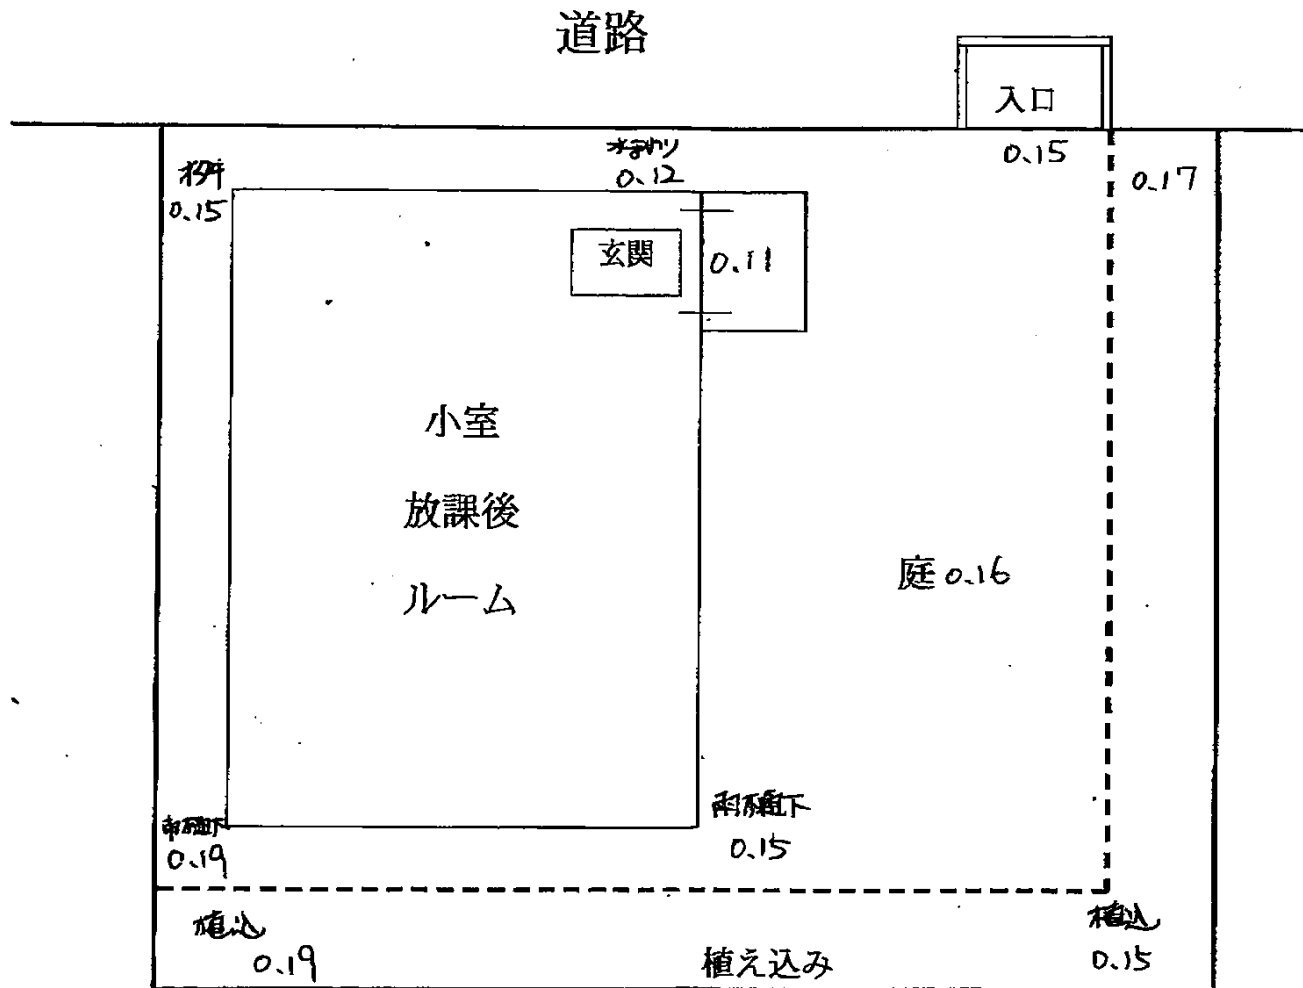 道路
入口
水まわり
0.12
0.15
0.15
0.17
玄関
0.11
小室
放課後
ルーム
庭 0.16
雨樋下
0.19
雨樋下
0.15
植込
0.19
植え込み
植込
0.15